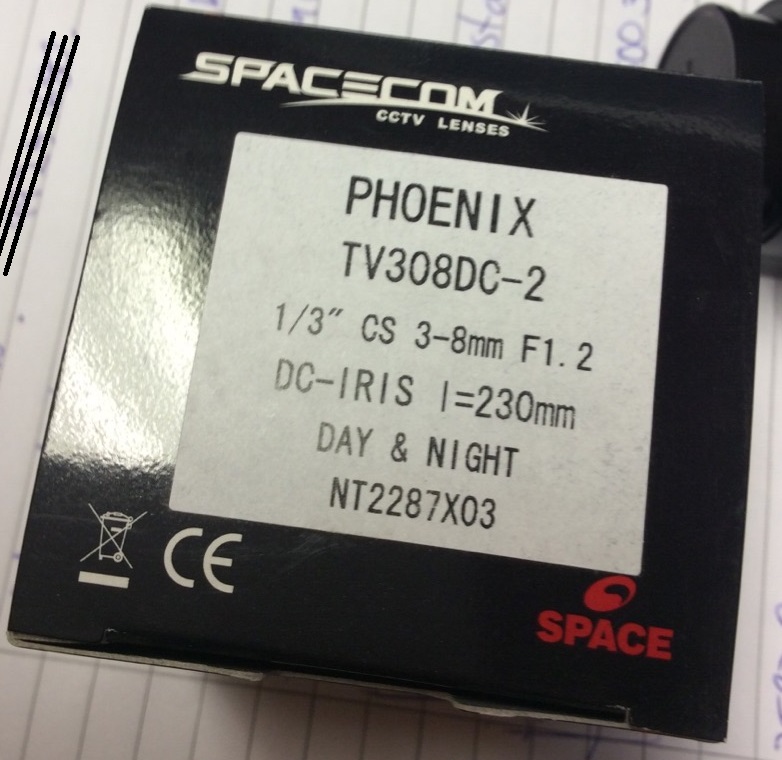 SPACECOM
CCTV LENSES
PHOENIX
TV308DC-2
1/3" CS 3-8mm F1.2
DC-IRIS l=230mm
DAY & NIGHT
NT2287X03
CE
SPACE